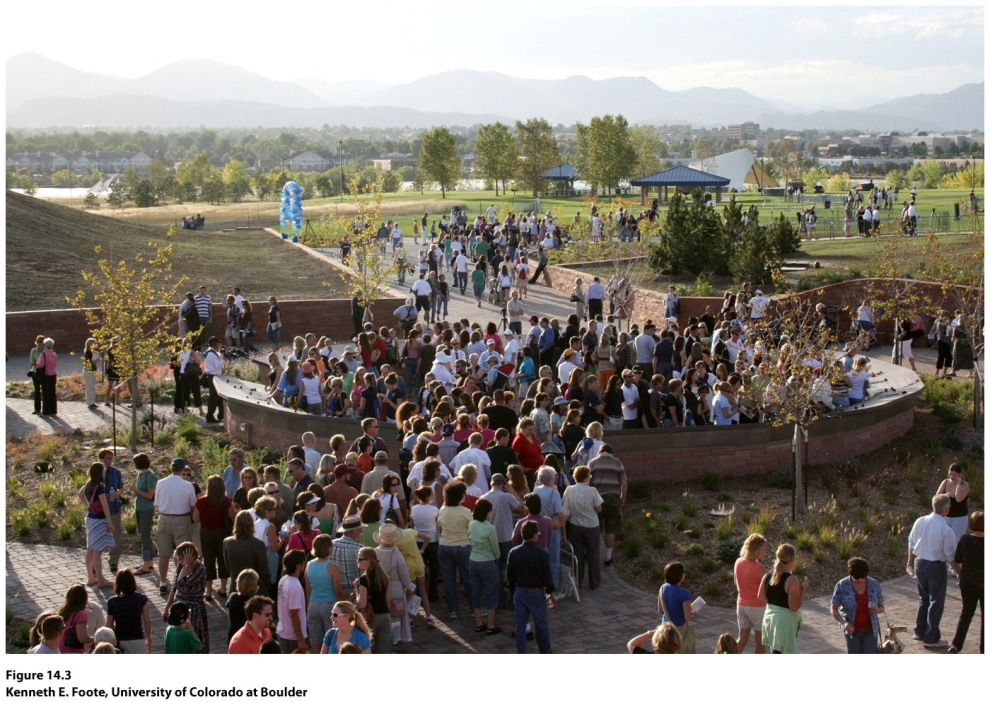 Figure 14.3
Kenneth E. Foote, University of Colorado at Boulder